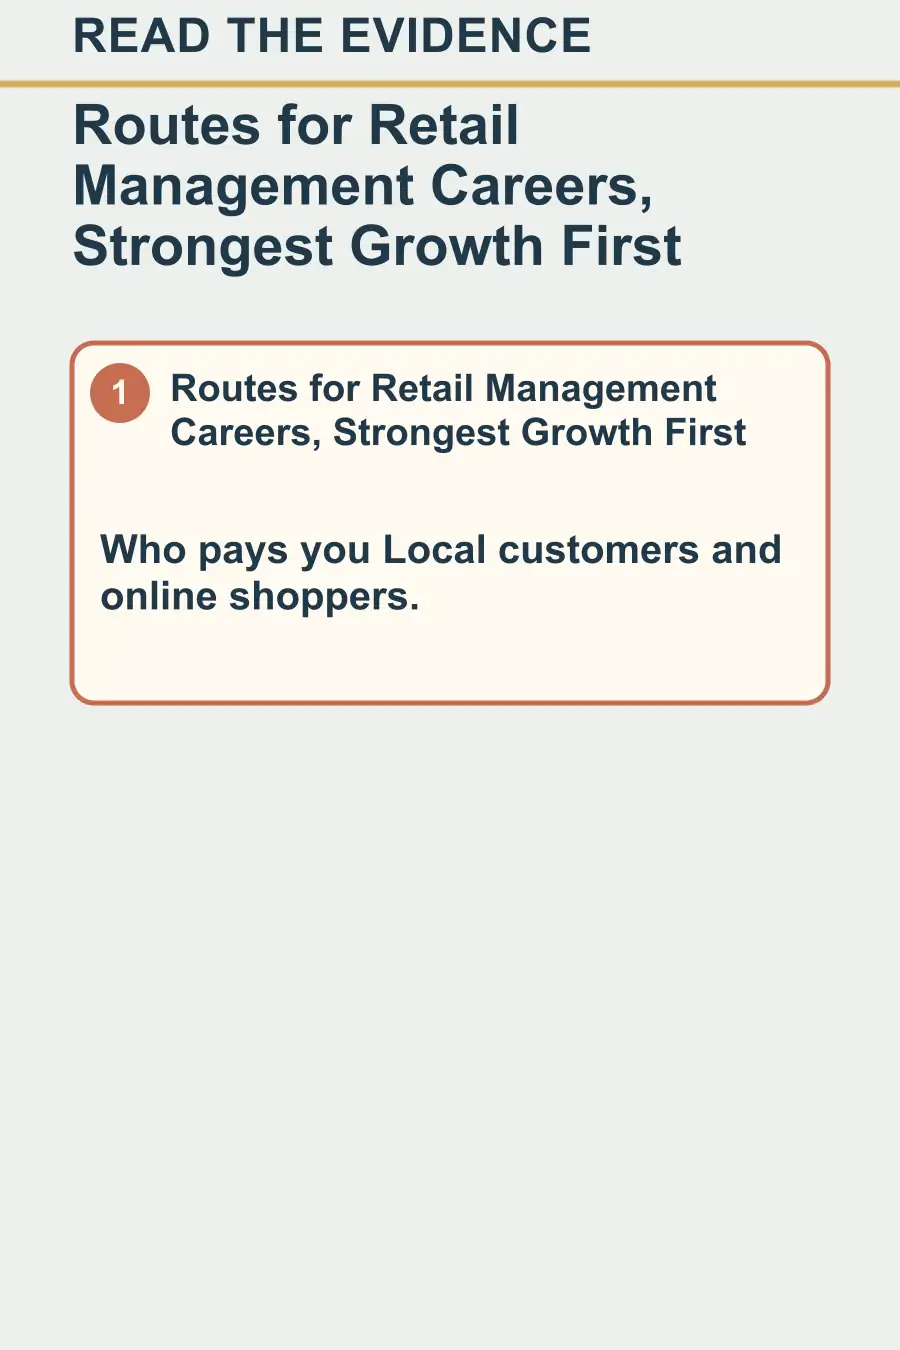 READ THE EVIDENCE
Routes for Retail
Management Careers,
Strongest Growth First
1
Routes for Retail Management
Careers, Strongest Growth First
Who pays you Local customers and
online shoppers.